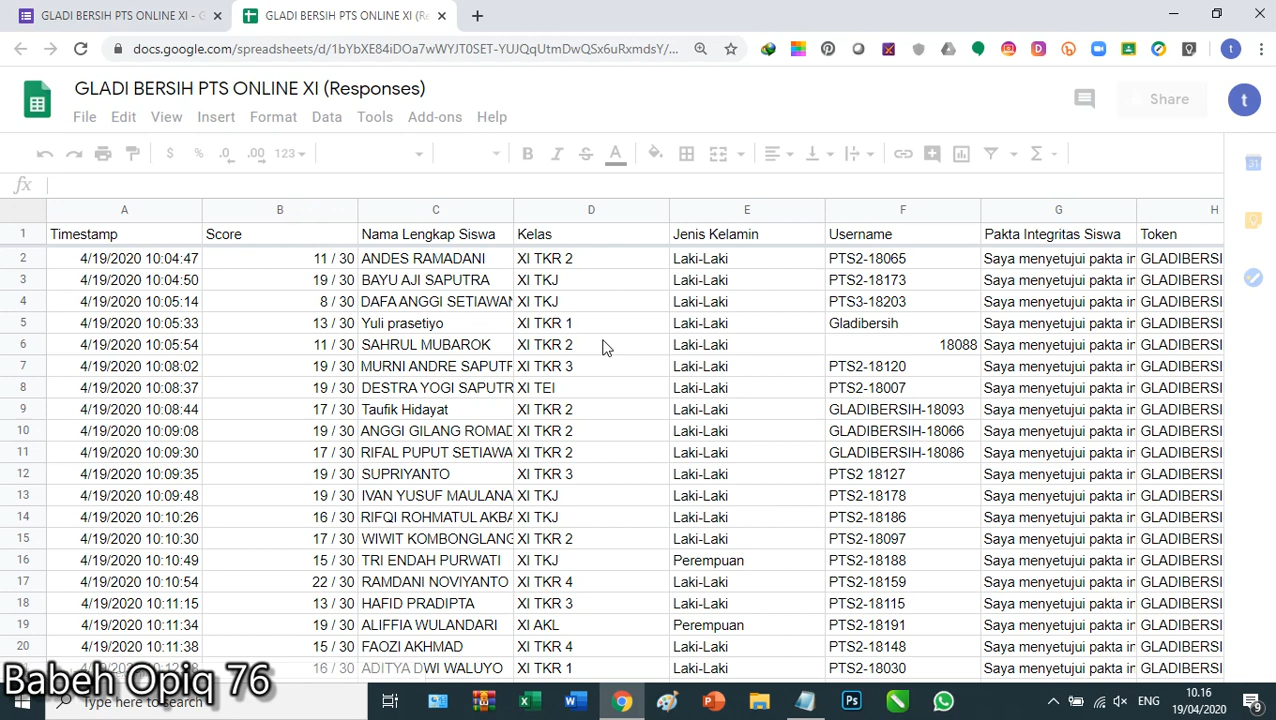 GLADI BERSIH PTS ONLINE XI - G
GLADI BERSIH PTS ONLINE XI (Re
docs.google.com/spreadsheets/d/1bYbXE84iDOa7wWYJT0SET-YUJQqUtmDwQSx6uRxmdsY/...
GLADI BERSIH PTS ONLINE XI (Responses)
Share
t
File Edit View Insert Format Data Tools Add-ons Help
$ % .0 .00 123
fx
A B C D E F G H
1 Timestamp Score Nama Lengkap Siswa Kelas Jenis Kelamin Username Pakta Integritas Siswa Token
2 4/19/2020 10:04:47 11 / 30 ANDES RAMADANI XI TKR 2 Laki-Laki PTS2-18065 Saya menyetujui pakta in GLADIBERSI
3 4/19/2020 10:04:50 19 / 30 BAYU AJI SAPUTRA XI TKJ Laki-Laki PTS2-18173 Saya menyetujui pakta in GLADIBERSI
4 4/19/2020 10:05:14 8 / 30 DAFA ANGGI SETIAWAN XI TKJ Laki-Laki PTS3-18203 Saya menyetujui pakta in GLADIBERSI
5 4/19/2020 10:05:33 13 / 30 Yuli prasetiyo XI TKR 1 Laki-Laki Gladibersih Saya menyetujui pakta in GLADIBERSI
6 4/19/2020 10:05:54 11 / 30 SAHRUL MUBAROK XI TKR 2 Laki-Laki 18088 Saya menyetujui pakta in GLADIBERSI
7 4/19/2020 10:08:02 19 / 30 MURNI ANDRE SAPUTR XI TKR 3 Laki-Laki PTS2-18120 Saya menyetujui pakta in GLADIBERSI
8 4/19/2020 10:08:37 19 / 30 DESTRA YOGI SAPUTR XI TEI Laki-Laki PTS2-18007 Saya menyetujui pakta in GLADIBERSI
9 4/19/2020 10:08:44 17 / 30 Taufik Hidayat XI TKR 2 Laki-Laki GLADIBERSIH-18093 Saya menyetujui pakta in GLADIBERSI
10 4/19/2020 10:09:08 19 / 30 ANGGI GILANG ROMAD XI TKR 2 Laki-Laki GLADIBERSIH-18066 Saya menyetujui pakta in GLADIBERSI
11 4/19/2020 10:09:30 17 / 30 RIFAL PUPUT SETIAWA XI TKR 2 Laki-Laki GLADIBERSIH-18086 Saya menyetujui pakta in GLADIBERSI
12 4/19/2020 10:09:35 19 / 30 SUPRIYANTO XI TKR 3 Laki-Laki PTS2 18127 Saya menyetujui pakta in GLADIBERSI
13 4/19/2020 10:09:48 19 / 30 IVAN YUSUF MAULANA XI TKJ Laki-Laki PTS2-18178 Saya menyetujui pakta in GLADIBERSI
14 4/19/2020 10:10:26 16 / 30 RIFQI ROHMATUL AKBA XI TKJ Laki-Laki PTS2-18186 Saya menyetujui pakta in GLADIBERSI
15 4/19/2020 10:10:30 17 / 30 WIWIT KOMBONGLANG XI TKR 2 Laki-Laki PTS2-18097 Saya menyetujui pakta in GLADIBERSI
16 4/19/2020 10:10:49 15 / 30 TRI ENDAH PURWATI XI TKJ Perempuan PTS2-18188 Saya menyetujui pakta in GLADIBERSI
17 4/19/2020 10:10:54 22 / 30 RAMDANI NOVIYANTO XI TKR 4 Laki-Laki PTS2-18159 Saya menyetujui pakta in GLADIBERSI
18 4/19/2020 10:11:15 13 / 30 HAFID PRADIPTA XI TKR 3 Laki-Laki PTS2-18115 Saya menyetujui pakta in GLADIBERSI
19 4/19/2020 10:11:34 19 / 30 ALIFFIA WULANDARI XI AKL Perempuan PTS2-18191 Saya menyetujui pakta in GLADIBERSI
20 4/19/2020 10:11:38 15 / 30 FAOZI AKHMAD XI TKR 4 Laki-Laki PTS2-18148 Saya menyetujui pakta in GLADIBERSI
16 / 30 ADITYA DWI WALUYO XI TKR 1 Laki-Laki PTS2-18030 Saya menyetujui pakta in GLADIBERSI
Babeh Opiq 76
Type here to search
ENG
10.16
19/04/2020